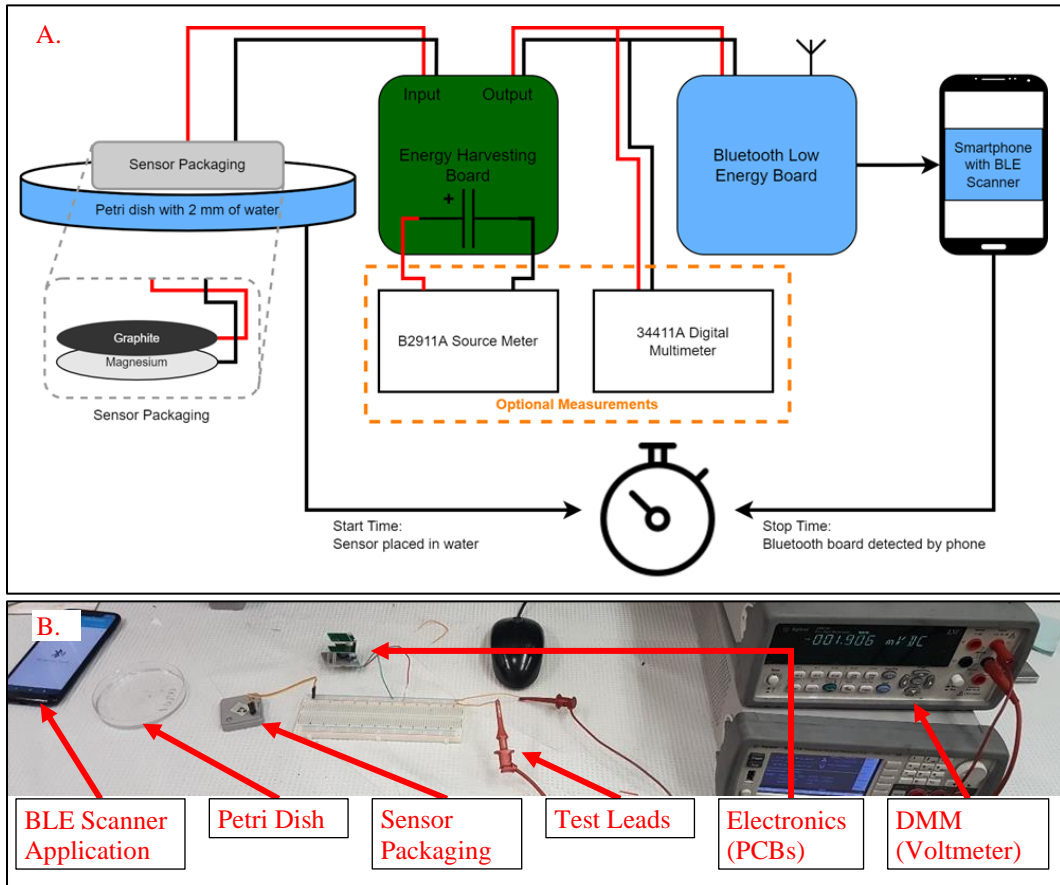 A.
Input
Output
Sensor Packaging
Energy Harvesting
Board
+
Bluetooth Low
Energy Board
Smartphone
with BLE
Scanner
Petri dish with 2 mm of water
Graphite
Magnesium
Sensor Packaging
B2911A Source Meter
34411A Digital
Multimeter
Optional Measurements
Start Time:
Sensor placed in water
Stop Time:
Bluetooth board detected by phone
B.
-001.906 mVDC
BLE Scanner
Application
Petri Dish
Sensor
Packaging
Test Leads
Electronics
(PCBs)
DMM
(Voltmeter)